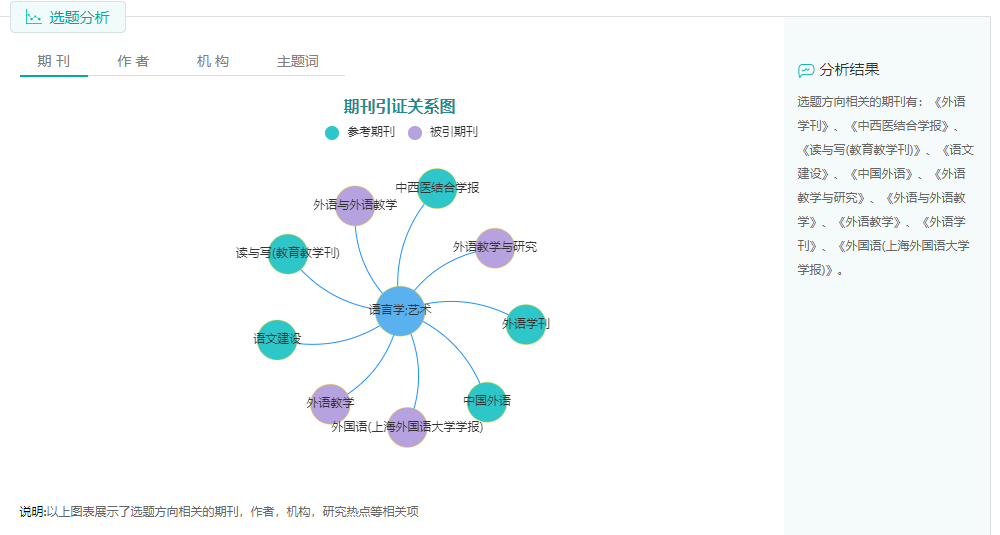 选题分析
期 刊
作 者
机 构
主题词
期刊引证关系图
参考期刊 被引期刊
中西医结合学报
外语与外语教学
外语教学与研究
读与写(教育教学刊)
语言学;艺术
外语学刊
语文建设
中国外语
外语教学
外国语(上海外国语大学学报)
说明:以上图表展示了选题方向相关的期刊，作者，机构，研究热点等相关项
分析结果
选题方向相关的期刊有：《外语
学刊》、《中西医结合学报》、
《读与写(教育教学刊)》、《语文
建设》、《中国外语》、《外语
教学与研究》、《外语与外语教
学》、《外语教学》、《外语学
刊》、《外国语(上海外国语大学
学报)》。